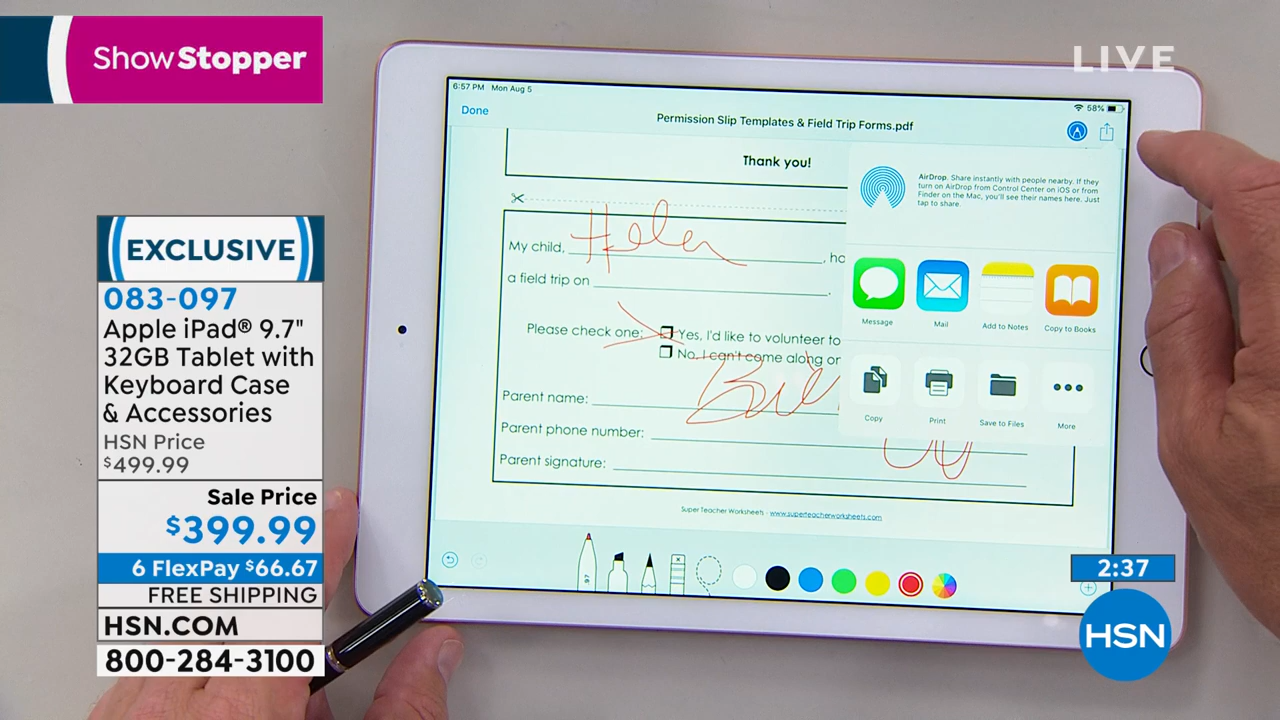 Show Stopper
LIVE
EXCLUSIVE
083-097
Apple iPad® 9.7"
32GB Tablet with
Keyboard Case
& Accessories
HSN Price
$499.99
Sale Price
$399.99
6 FlexPay $66.67
FREE SHIPPING
HSN.COM
800-284-3100
6:57 PM Mon Aug 5
58%
Done
Permission Slip Templates & Field Trip Forms.pdf
Thank you!
My child, Helen, ha
a field trip on
Please check one:
Yes, I'd like to volunteer to
No, I can't come along or
Parent name:
Parent phone number:
Parent signature:
Super Teacher Worksheets - www.superteacherworksheets.com
AirDrop. Share instantly with people nearby. If they
turn on AirDrop from Control Center on iOS or from
Finder on the Mac, you'll see their names here. Just
tap to share.
Message
Mail
Add to Notes
Copy to Books
Copy
Print
Save to Files
More
97
2:37
HSN